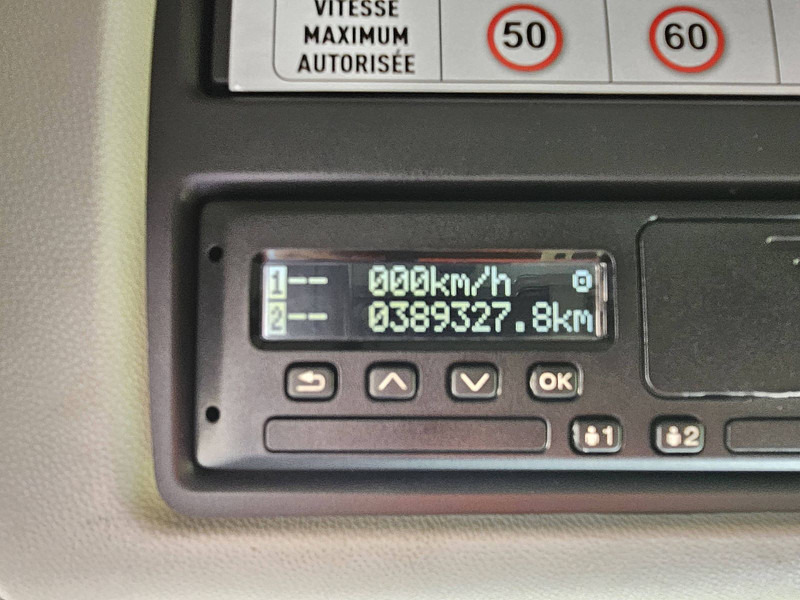 VITESSE
MAXIMUM
AUTORISÉE
50
60
1-- 000km/h
2-- 0389327.8km
OK
1
2